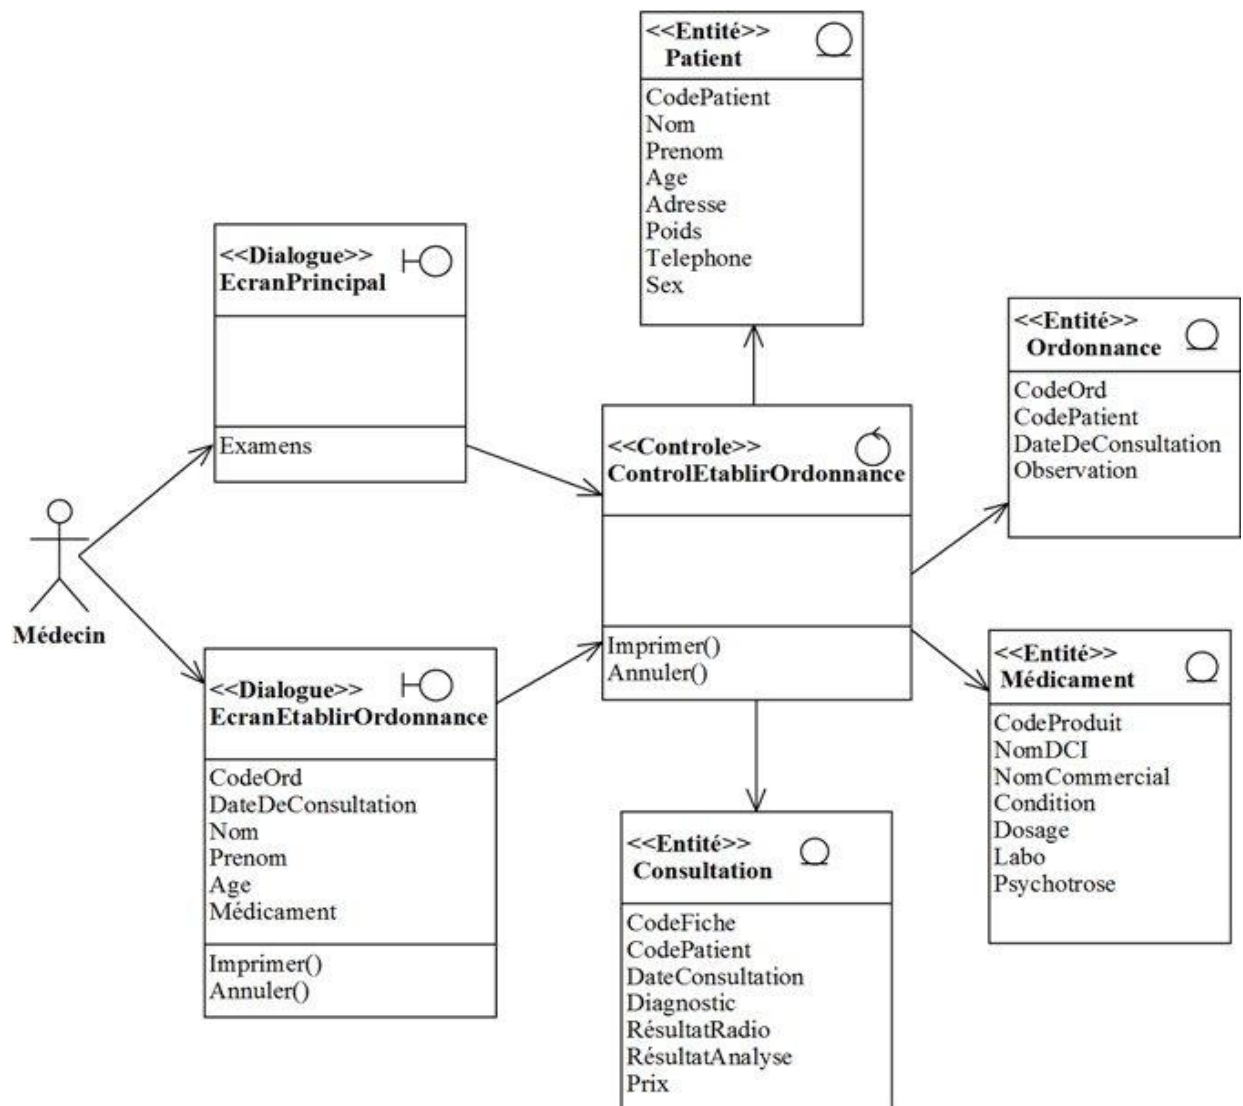 <<Entité>>
Patient
CodePatient
Nom
Prenom
Age
Adresse
Poids
Telephone
Sex
<<Dialogue>>
EcranPrincipal
Examens
<<Entité>>
Ordonnance
CodeOrd
CodePatient
DateDeConsultation
Observation
<<Controle>>
ControlEtablirOrdonnance
Imprimer()
Annuler()
Médecin
<<Dialogue>>
EcranEtablirOrdonnance
CodeOrd
DateDeConsultation
Nom
Prenom
Age
Médicament
Imprimer()
Annuler()
<<Entité>>
Médicament
CodeProduit
NomDCI
NomCommercial
Condition
Dosage
Labo
Psychotrose
<<Entité>>
Consultation
CodeFiche
CodePatient
DateConsultation
Diagnostic
RésultatRadio
RésultatAnalyse
Prix